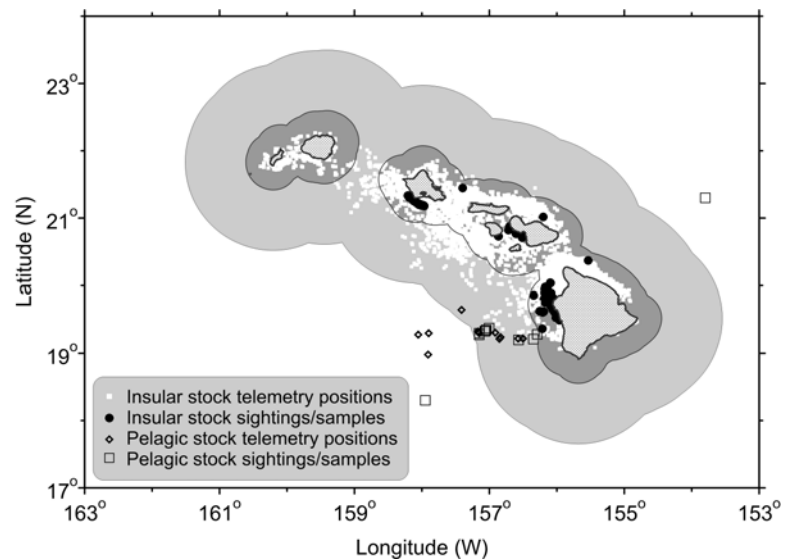 23°
21°
19°
17°
Latitude (N)
Insular stock telemetry positions
Insular stock sightings/samples
Pelagic stock telemetry positions
Pelagic stock sightings/samples
163° 161° 159° 157° 155° 153°
Longitude (W)